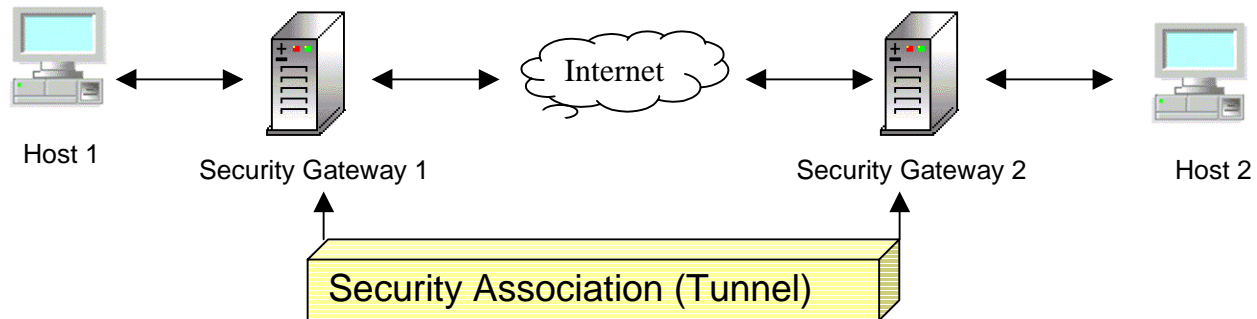 Internet
Host 1
Security Gateway 1
Security Gateway 2
Host 2
Security Association (Tunnel)